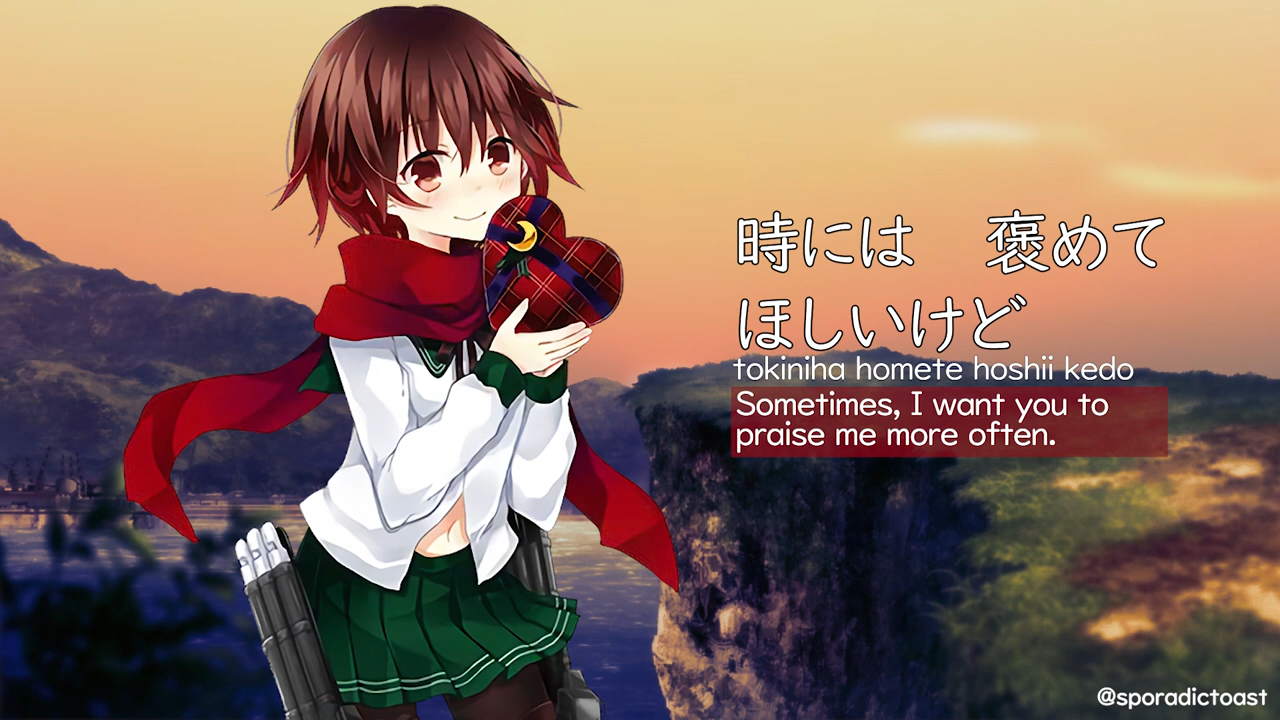 時には　褒めて
ほしいけど
tokiniha homete hoshii kedo
Sometimes, I want you to
praise me more often.
@sporadictoast